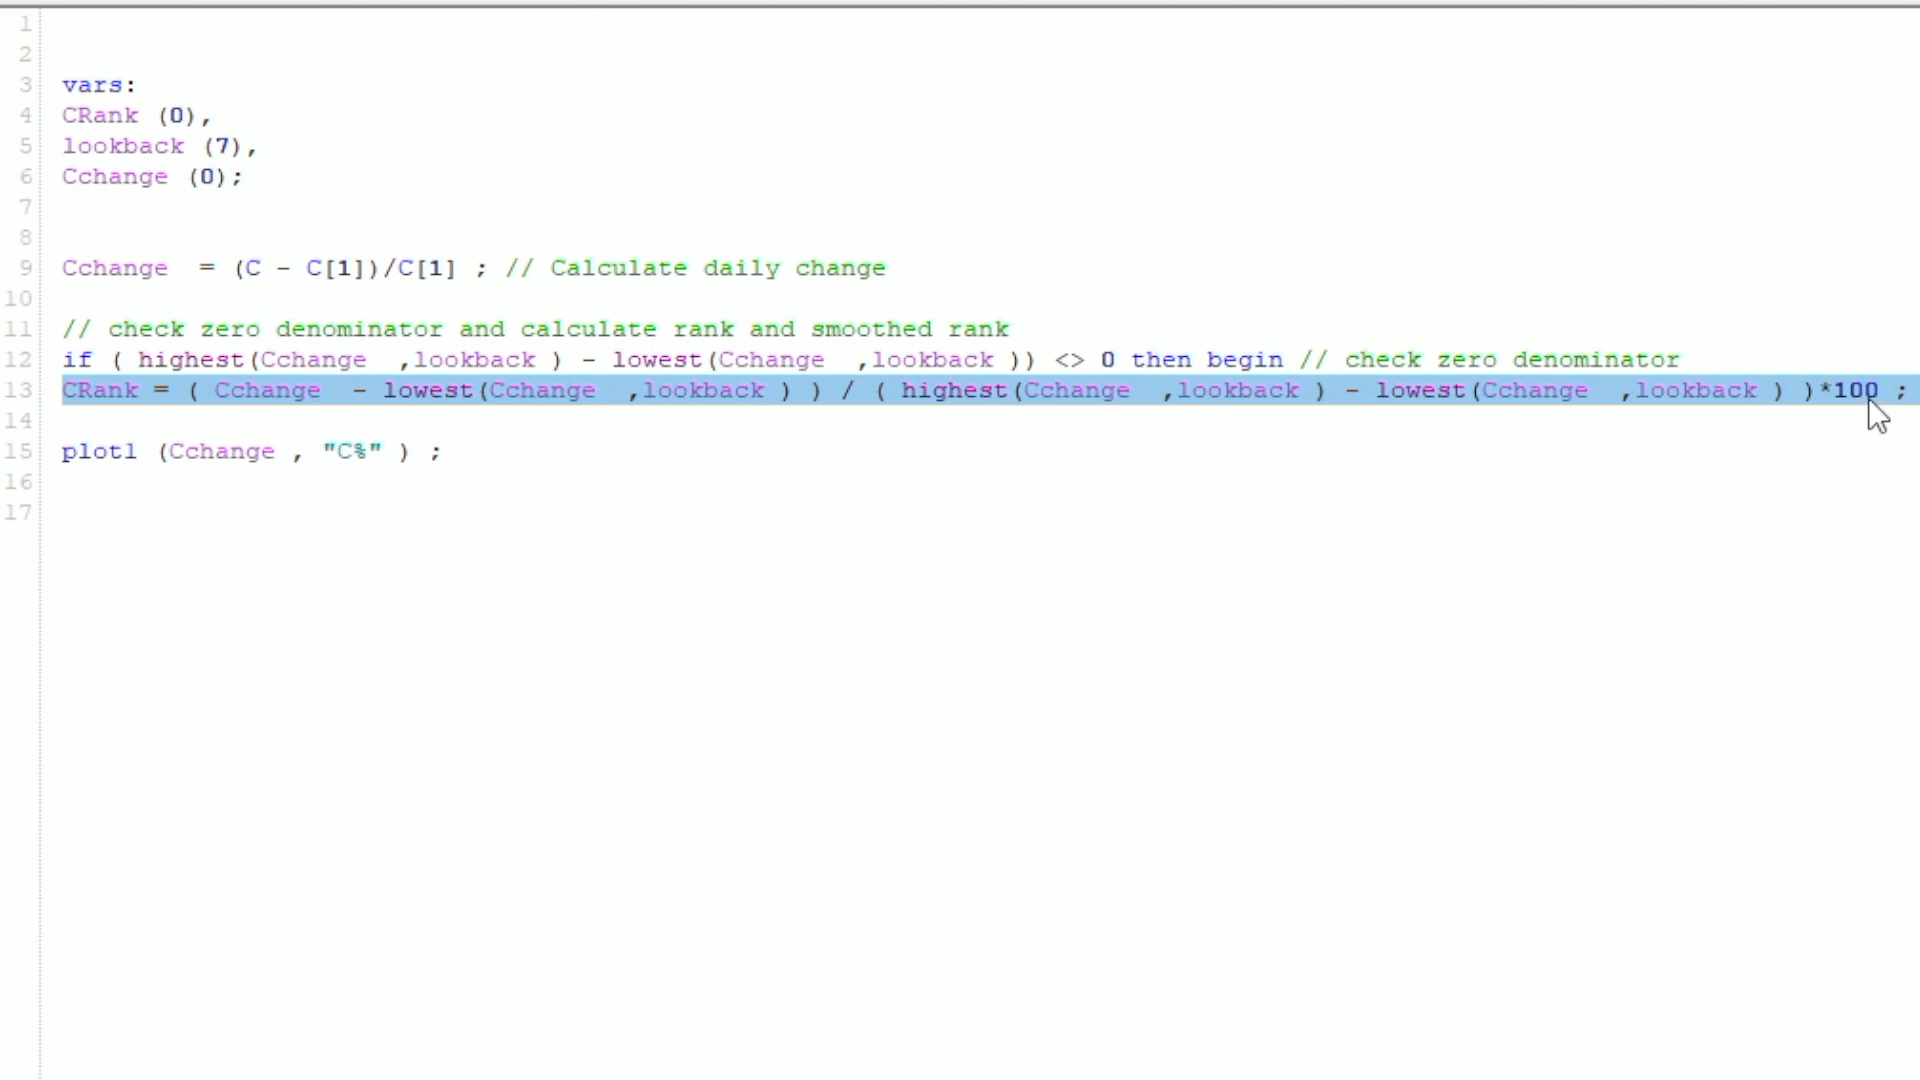 1
2
3 vars:
4 CRank (0),
5 lookback (7),
6 Cchange (0);
7
8
9 Cchange  = (C - C[1])/C[1] ; // Calculate daily change
10
11 // check zero denominator and calculate rank and smoothed rank
12 if ( highest(Cchange  ,lookback ) - lowest(Cchange  ,lookback )) <> 0 then begin // check zero denominator
13 CRank = ( Cchange  - lowest(Cchange  ,lookback ) ) / ( highest(Cchange  ,lookback ) - lowest(Cchange  ,lookback ) )*100 ;
14
15 plot1 (Cchange , "C%" ) ;
16
17